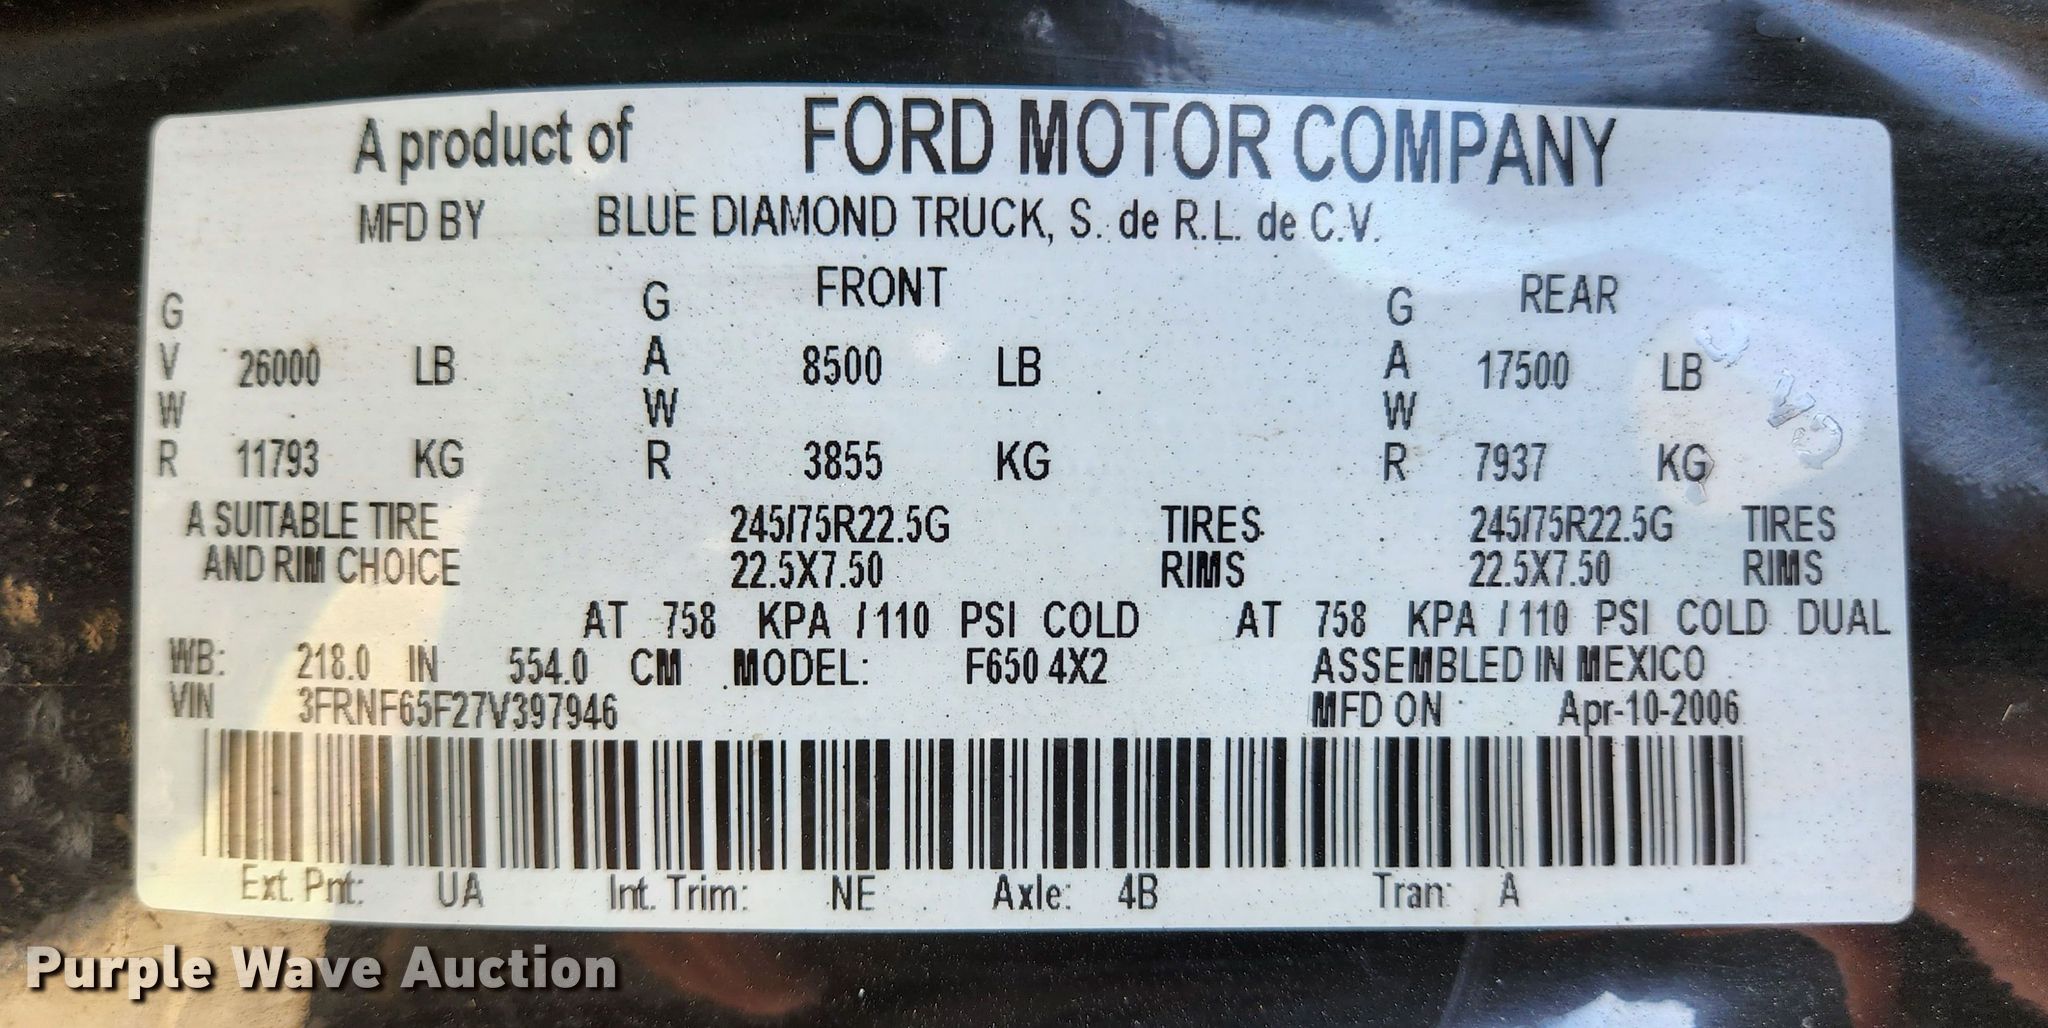 A product of FORD MOTOR COMPANY
MFD BY BLUE DIAMOND TRUCK, S. de R.L. de C.V.
G G FRONT G REAR
V 26000 LB A 8500 LB A 17500 LB
W W W
R 11793 KG R 3855 KG R 7937 KG
A SUITABLE TIRE 245/75R22.5G TIRES 245/75R22.5G TIRES
AND RIM CHOICE 22.5X7.50 RIMS 22.5X7.50 RIMS
AT 758 KPA / 110 PSI COLD AT 758 KPA / 110 PSI COLD DUAL
WB: 218.0 IN 554.0 CM MODEL: F650 4X2 ASSEMBLED IN MEXICO
VIN 3FRNF65F27V397946 MFD ON Apr-10-2006
Ext. Pnt: UA Int. Trim: NE Axle: 4B Tran: A
Purple Wave Auction